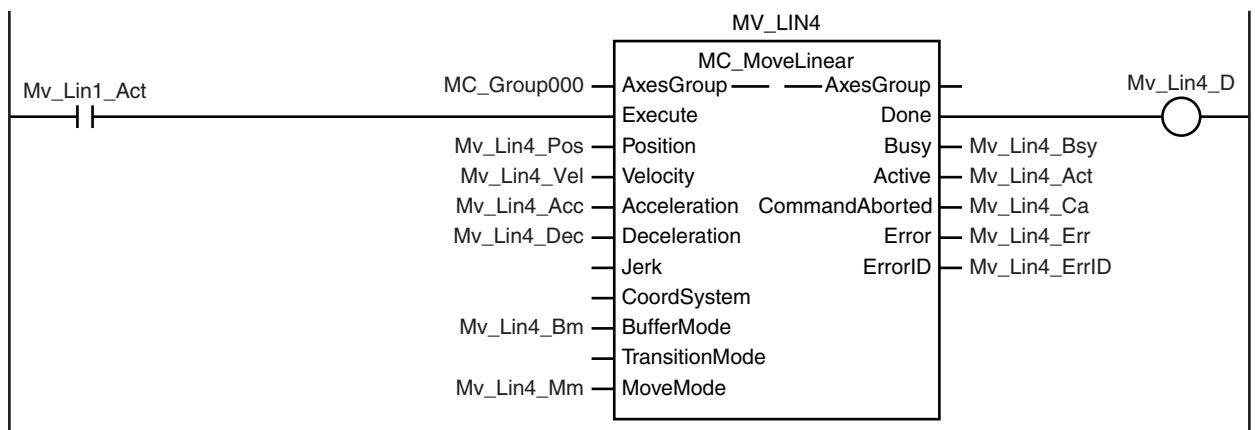 MV_LIN4
MC_MoveLinear
Mv_Lin1_Act
MC_Group000 AxesGroup AxesGroup Mv_Lin4_D
Execute Done
Mv_Lin4_Pos Position Busy Mv_Lin4_Bsy
Mv_Lin4_Vel Velocity Active Mv_Lin4_Act
Mv_Lin4_Acc Acceleration CommandAborted Mv_Lin4_Ca
Mv_Lin4_Dec Deceleration Error Mv_Lin4_Err
Jerk ErrorID Mv_Lin4_ErrID
CoordSystem
Mv_Lin4_Bm BufferMode
TransitionMode
Mv_Lin4_Mm MoveMode